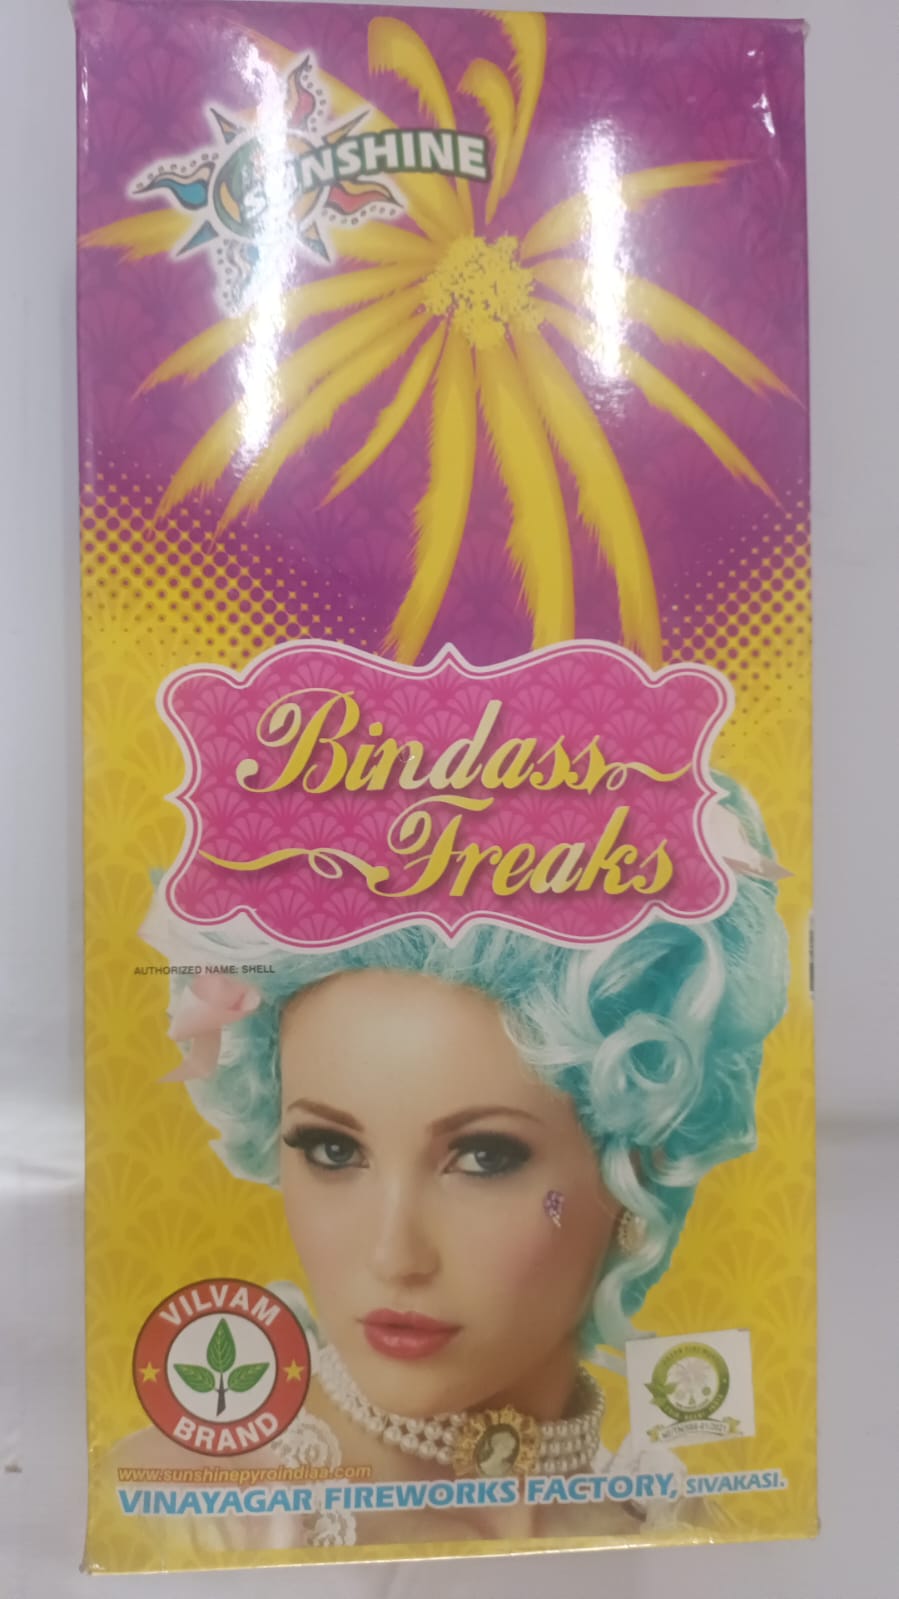 SUNSHINE
Bindass
Freaks
AUTHORIZED NAME: SHELL
VILVAM
BRAND
www.sunshinepyroindiaa.com
VINAYAGAR FIREWORKS FACTORY, SIVAKASI.